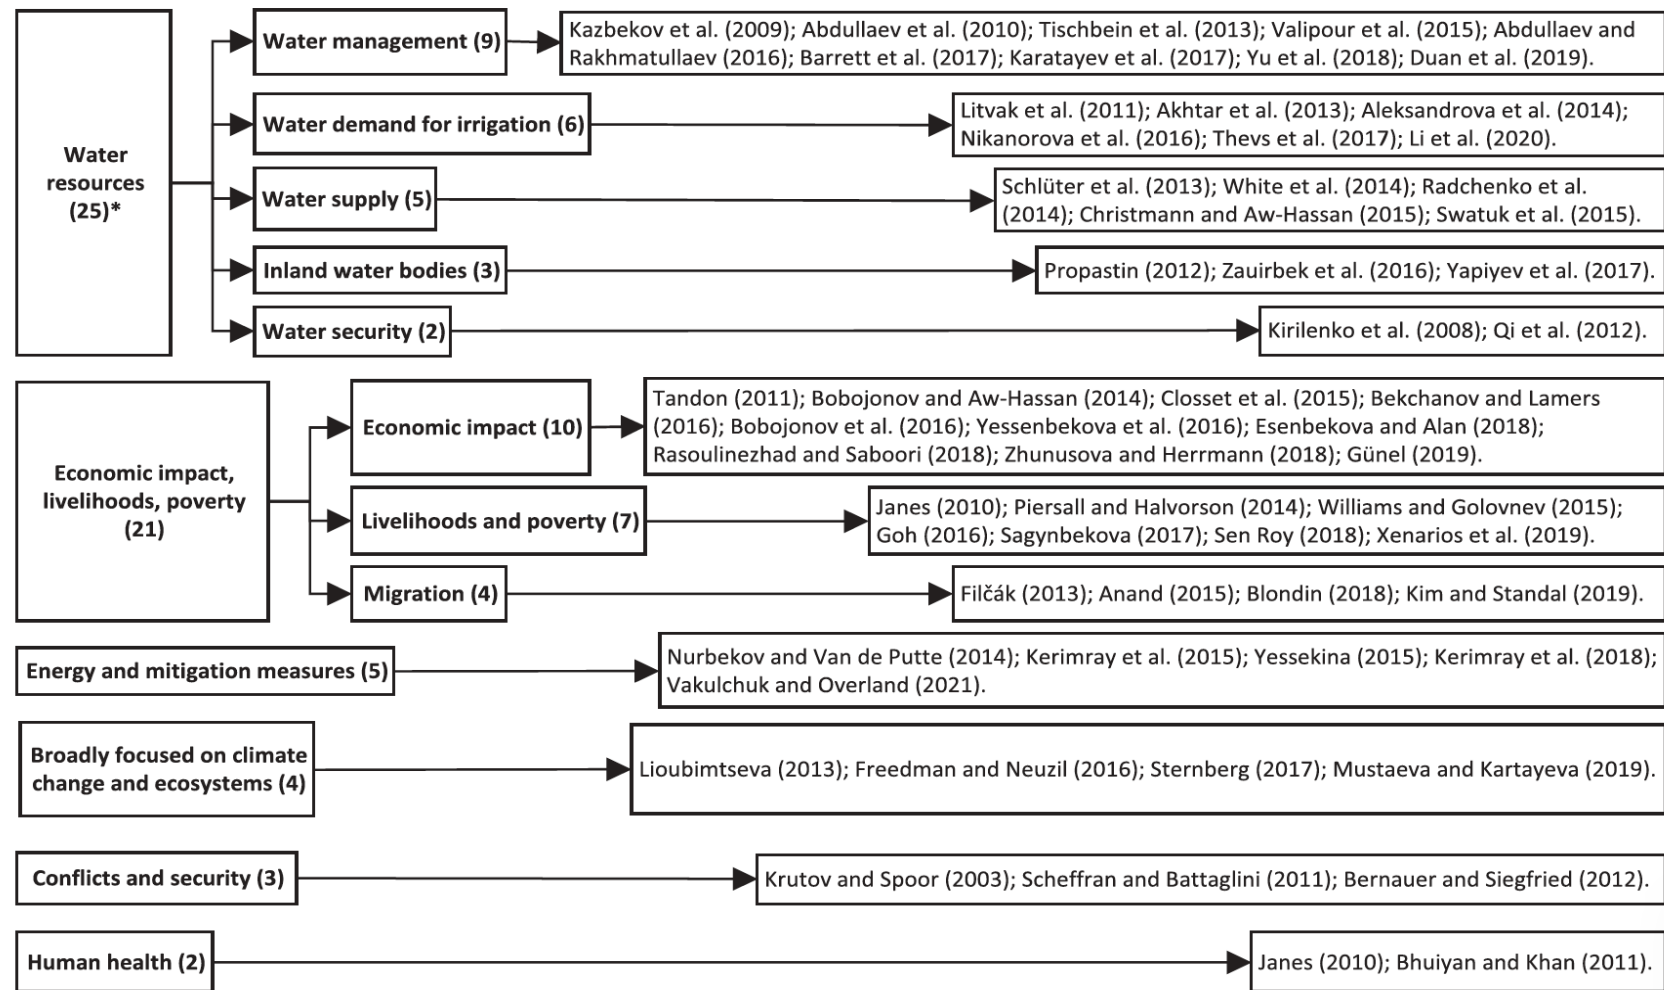 Water
resources
(25)*
Water management (9)
Kazbekov et al. (2009); Abdullaev et al. (2010); Tischbein et al. (2013); Valipour et al. (2015); Abdullaev and
Rakhmatullaev (2016); Barrett et al. (2017); Karatayev et al. (2017); Yu et al. (2018); Duan et al. (2019).
Water demand for irrigation (6)
Litvak et al. (2011); Akhtar et al. (2013); Aleksandrova et al. (2014);
Nikanorova et al. (2016); Thevs et al. (2017); Li et al. (2020).
Water supply (5)
Schlüter et al. (2013); White et al. (2014); Radchenko et al.
(2014); Christmann and Aw-Hassan (2015); Swatuk et al. (2015).
Inland water bodies (3)
Propastin (2012); Zauirbek et al. (2016); Yapiyev et al. (2017).
Water security (2)
Kirilenko et al. (2008); Qi et al. (2012).
Economic impact,
livelihoods, poverty
(21)
Economic impact (10)
Tandon (2011); Bobojonov and Aw-Hassan (2014); Closset et al. (2015); Bekchanov and Lamers
(2016); Bobojonov et al. (2016); Yessenbekova et al. (2016); Esenbekova and Alan (2018);
Rasoulinezhad and Saboori (2018); Zhunusova and Herrmann (2018); Günel (2019).
Livelihoods and poverty (7)
Janes (2010); Piersall and Halvorson (2014); Williams and Golovnev (2015);
Goh (2016); Sagynbekova (2017); Sen Roy (2018); Xenarios et al. (2019).
Migration (4)
Filčák (2013); Anand (2015); Blondin (2018); Kim and Standal (2019).
Energy and mitigation measures (5)
Nurbekov and Van de Putte (2014); Kerimray et al. (2015); Yessekina (2015); Kerimray et al. (2018);
Vakulchuk and Overland (2021).
Broadly focused on climate
change and ecosystems (4)
Lioubimtseva (2013); Freedman and Neuzil (2016); Sternberg (2017); Mustaeva and Kartayeva (2019).
Conflicts and security (3)
Krutov and Spoor (2003); Scheffran and Battaglini (2011); Bernauer and Siegfried (2012).
Human health (2)
Janes (2010); Bhuiyan and Khan (2011).